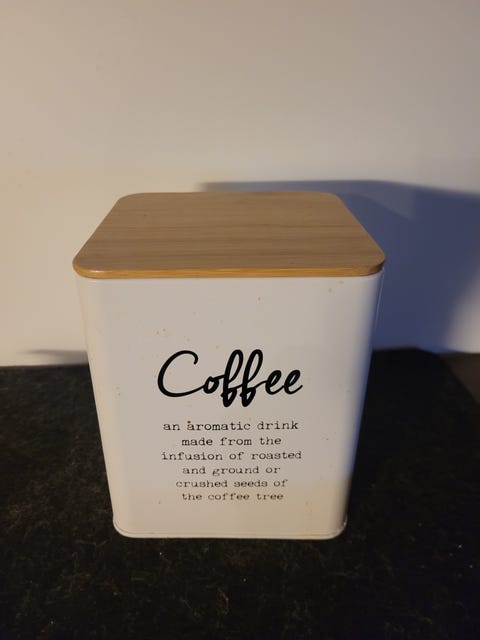 Coffee
an aromatic drink
made from the
infusion of roasted
and ground or
crushed seeds of
the coffee tree